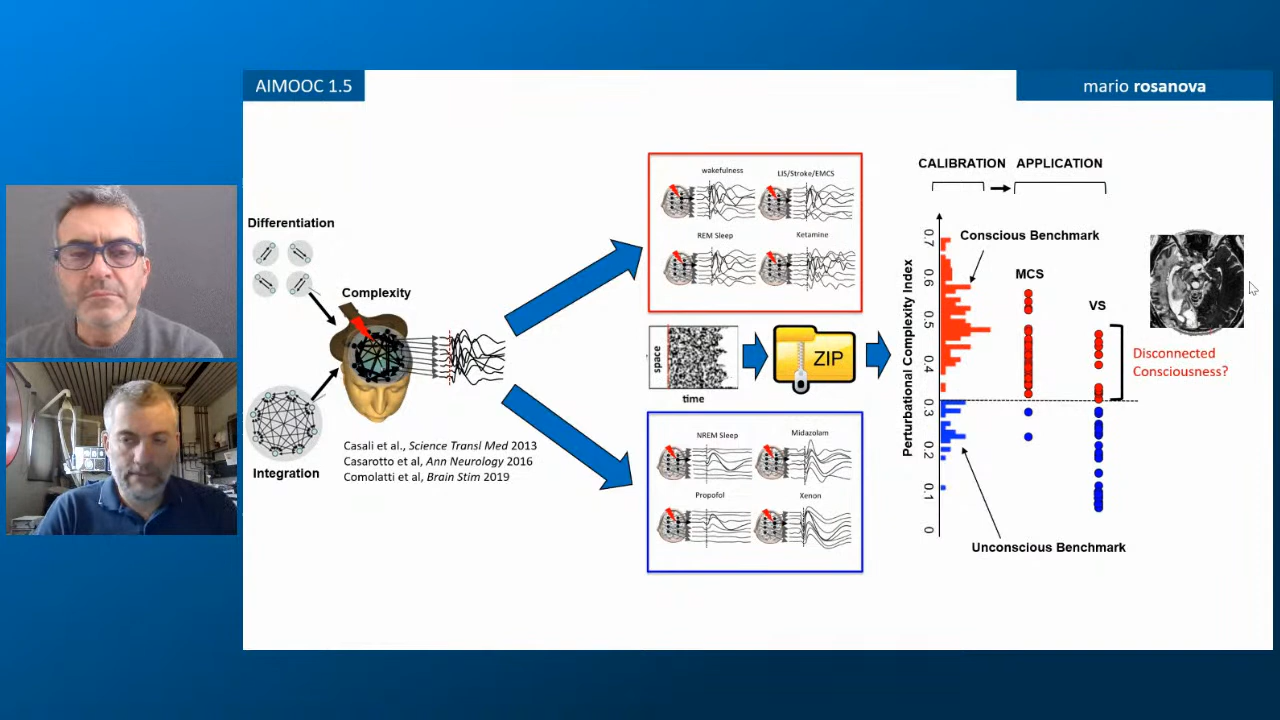 AIMOOC 1.5
mario rosanova
Differentiation
Complexity
Integration
Casali et al., Science Transl Med 2013
Casarotto et al, Ann Neurology 2016
Comolatti et al, Brain Stim 2019
wakefulness
LIS/Stroke/EMCS
REM Sleep
Ketamine
space
time
ZIP
NREM Sleep
Midazolam
Propofol
Xenon
CALIBRATION
APPLICATION
Perturbational Complexity Index
0.7
0.6
0.5
0.4
0.3
0.2
0.1
0
Conscious Benchmark
MCS
VS
Disconnected
Consciousness?
Unconscious Benchmark